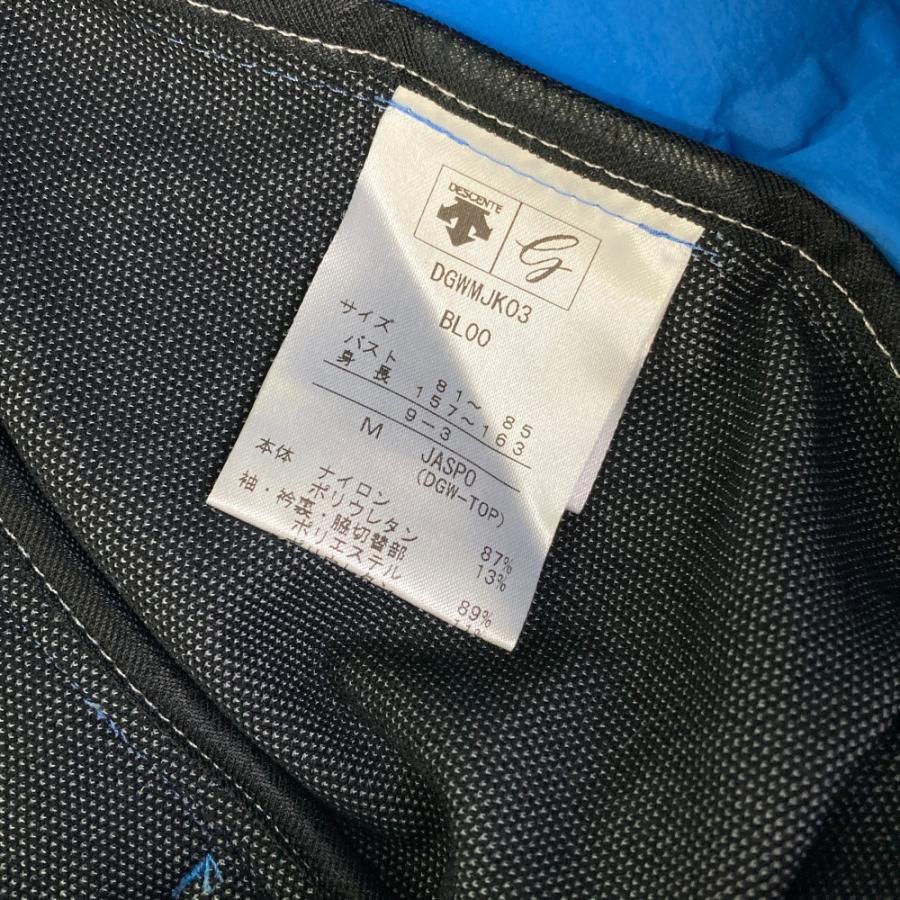 DESCENTE G
DGWMJK03
BL00
サイズ
バスト 81〜 85
身長 157〜163
9-3
M JASPO
(DGW-TOP)
本体 ナイロン 87%
ポリウレタン 13%
袖・衿裏・脇切替部
ポリエステル 89%